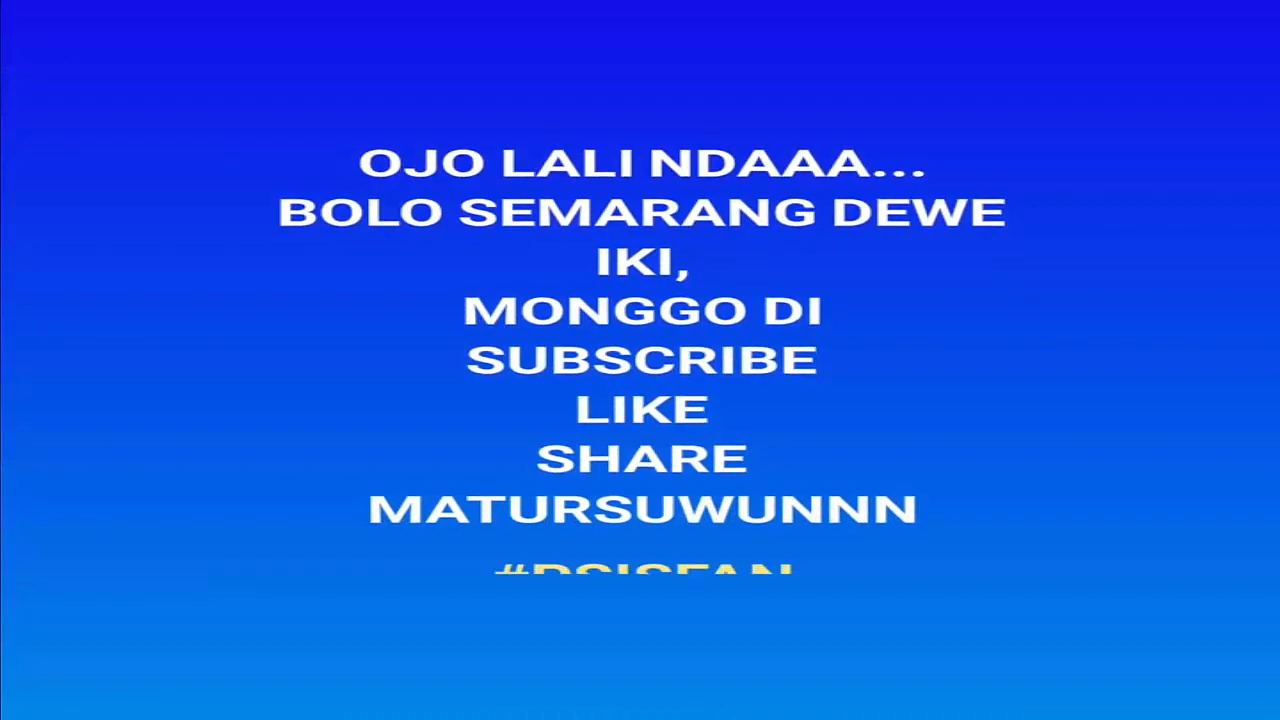 OJO LALI NDAAA...
BOLO SEMARANG DEWE
IKI,
MONGGO DI
SUBSCRIBE
LIKE
SHARE
MATURSUWUNNN